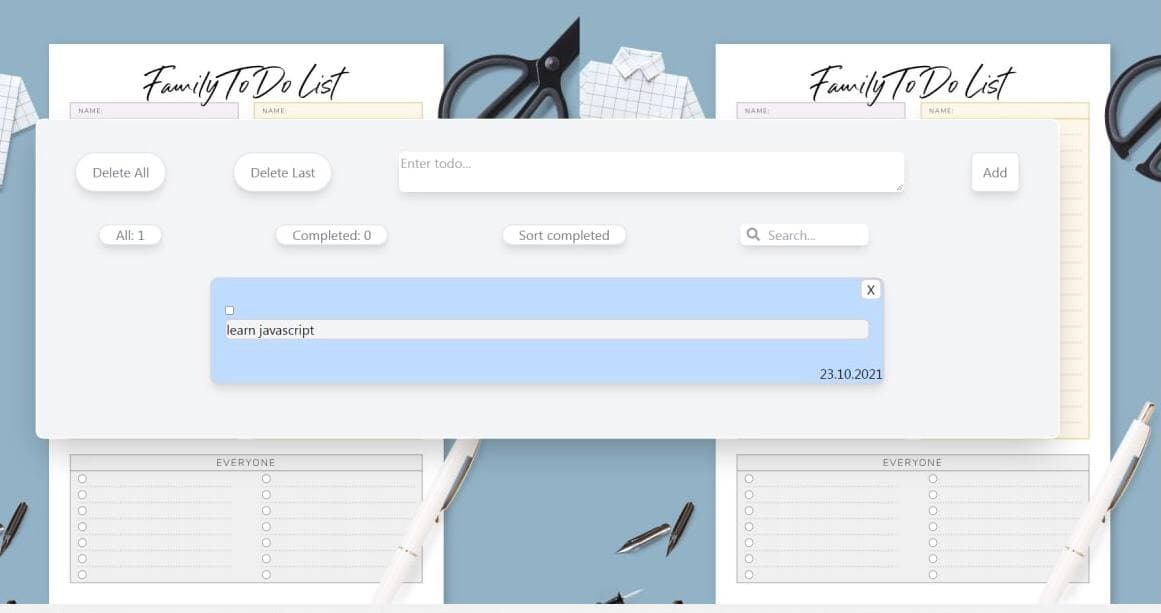 Family To Do List
Family To Do List
NAME:
NAME:
NAME:
NAME:
Delete All
Delete Last
Enter todo...
Add
All: 1
Completed: 0
Sort completed
Search...
X
learn javascript
23.10.2021
EVERYONE
EVERYONE